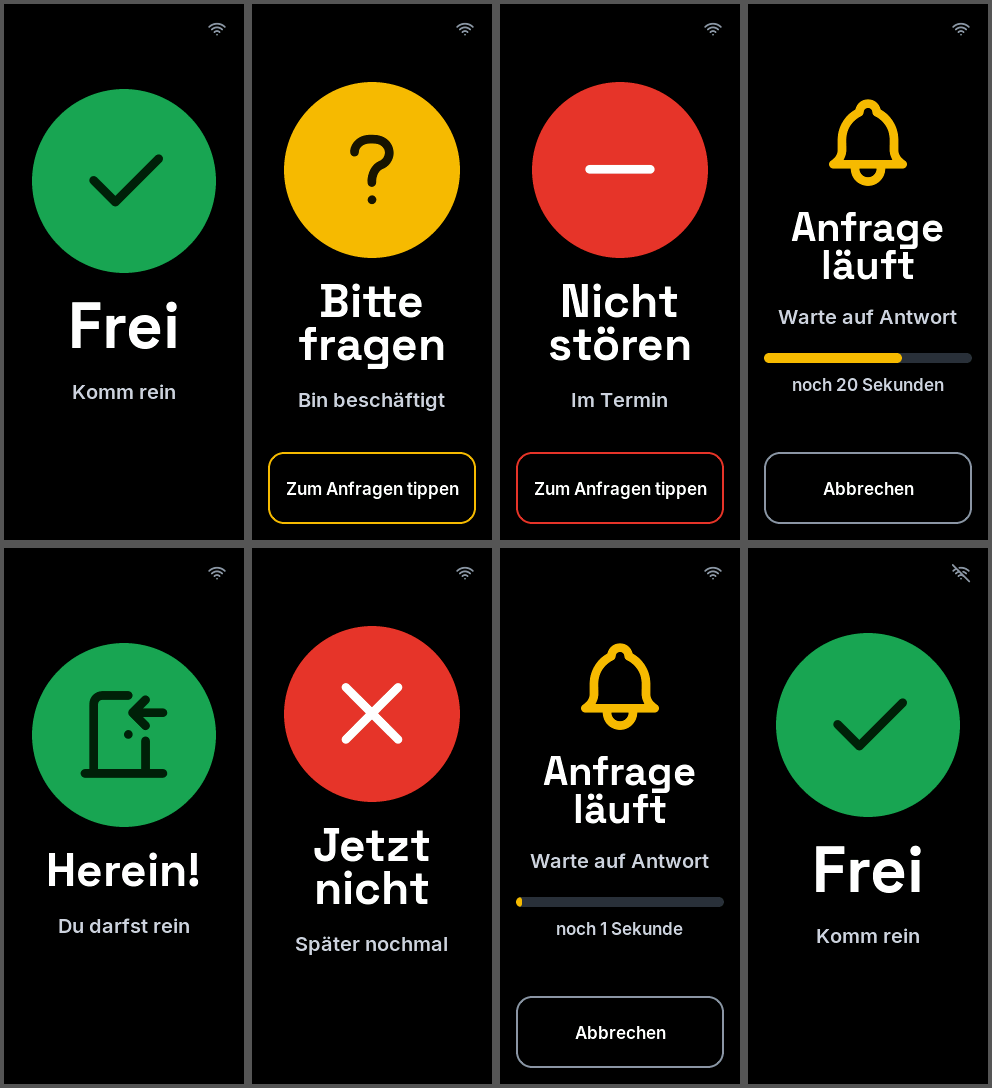 Frei
Komm rein
Bitte
fragen
Bin beschäftigt
Zum Anfragen tippen
Nicht
stören
Im Termin
Zum Anfragen tippen
Anfrage
läuft
Warte auf Antwort
noch 20 Sekunden
Abbrechen
Herein!
Du darfst rein
Jetzt
nicht
Später nochmal
Anfrage
läuft
Warte auf Antwort
noch 1 Sekunde
Abbrechen
Frei
Komm rein